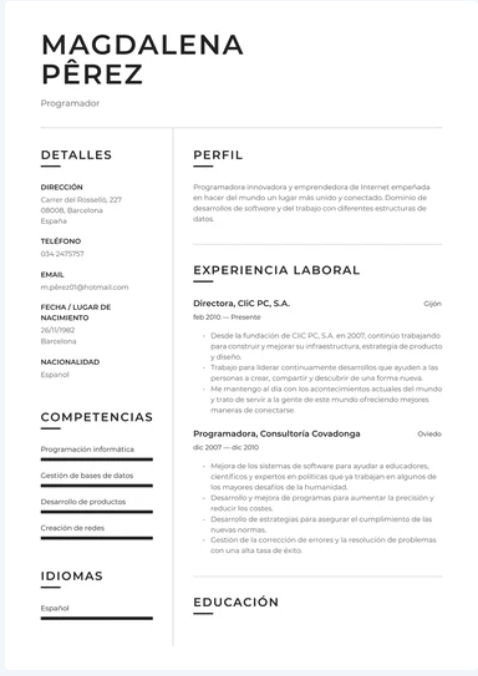 MAGDALENA
PÊREZ
Programador
DETALLES
DIRECCIÓN
Carrer del Rosselló, 227
08008, Barcelona
España
TELÉFONO
034 2475757
EMAIL
m.pérez01@hotmail.com
FECHA / LUGAR DE
NACIMIENTO
26/11/1982
Barcelona
NACIONALIDAD
Espanol
COMPETENCIAS
Programación informática
Gestión de bases de datos
Desarrollo de productos
Creación de redes
IDIOMAS
Español
PERFIL
Programadora innovadora y emprendedora de Internet empeñada
en hacer del mundo un lugar más unido y conectado. Dominio de
desarrollos de software y del trabajo con diferentes estructuras de
datos.
EXPERIENCIA LABORAL
Directora, CliC PC, S.A. Gijón
feb 2010 — Presente
- Desde la fundación de CliC PC, S.A. en 2007, continúo trabajando
para construir y mejorar su infraestructura, estrategia de producto
y diseño.
- Trabajo para liderar continuamente desarrollos que ayuden a las
personas a crear, compartir y descubrir de una forma nueva.
- Me mantengo al día con los acontecimientos actuales del mundo
y trato de servir a la gente de este mundo ofreciendo mejores
maneras de conectarse.
Programadora, Consultoría Covadonga Oviedo
dic 2007 — dic 2010
- Mejora de los sistemas de software para ayudar a educadores,
científicos y expertos en políticas que ya trabajan en algunos de
los mayores desafíos de la humanidad.
- Desarrollo y mejora de programas para aumentar la precisión y
reducir los costes.
- Desarrollo de estrategias para asegurar el cumplimiento de las
nuevas normas.
- Gestión de la corrección de errores y la resolución de problemas
con una alta tasa de éxito.
EDUCACIÓN